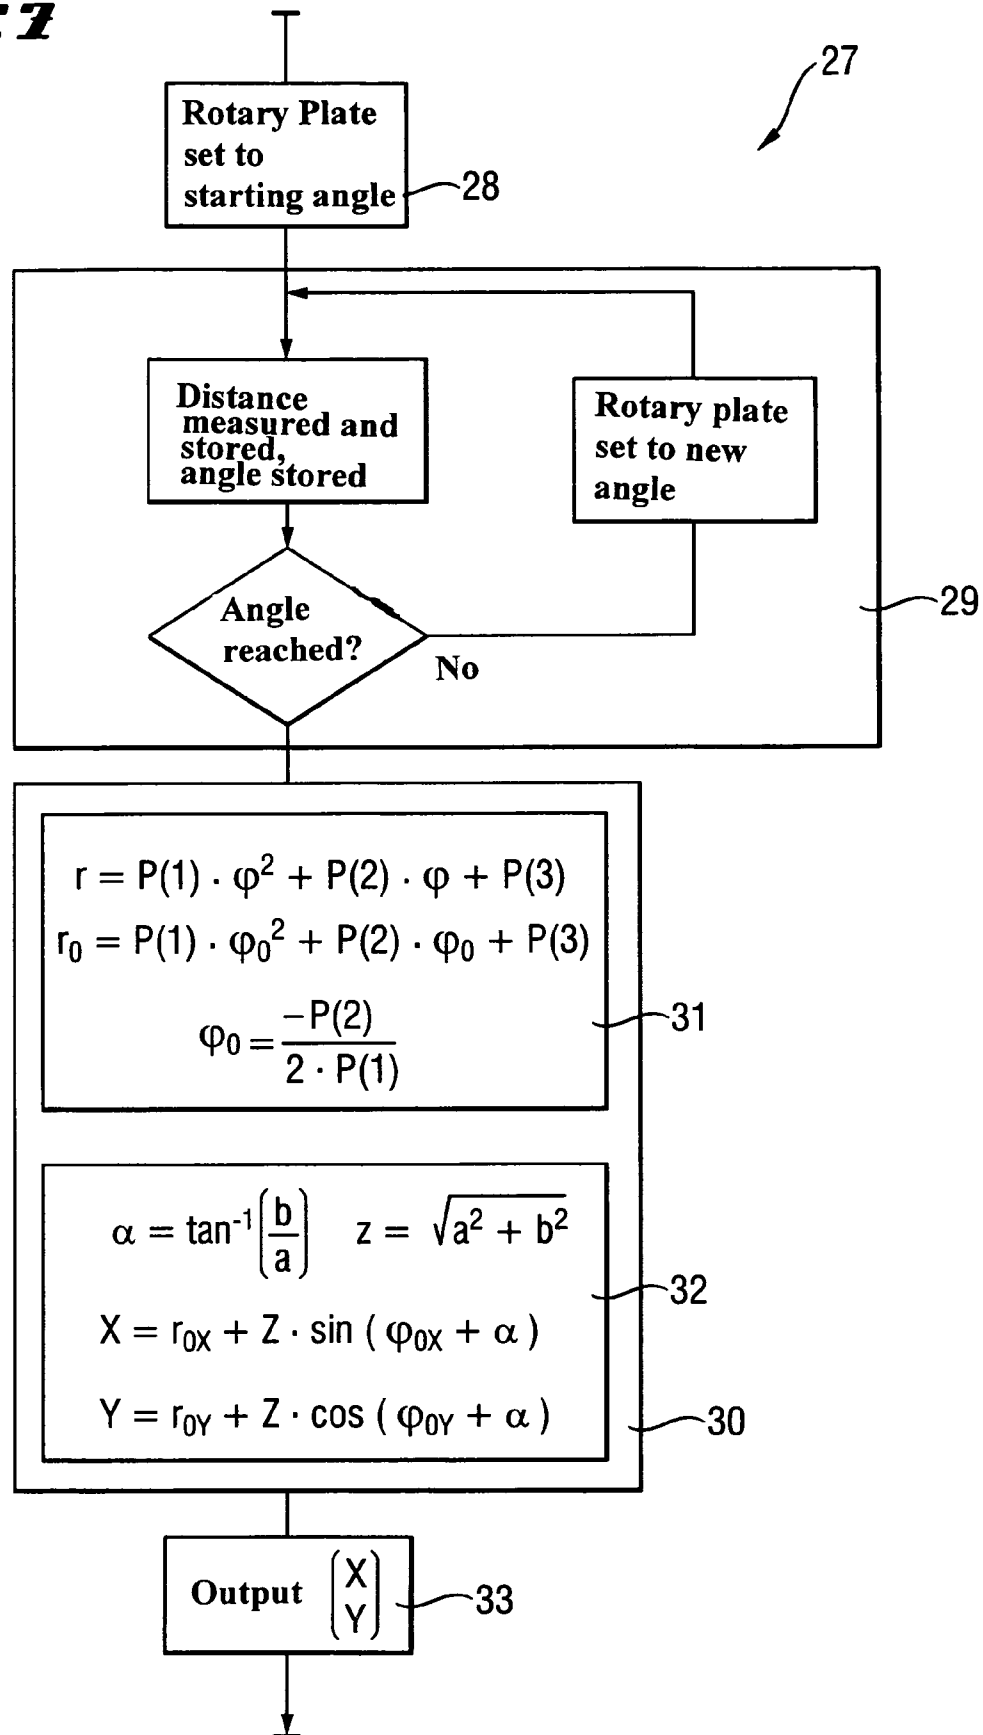 7
27
Rotary Plate
set to
starting angle
28
Distance
measured and
stored,
angle stored
Rotary plate
set to new
angle
Angle
reached?
No
29
r = P(1) · φ² + P(2) · φ + P(3)
r₀ = P(1) · φ₀² + P(2) · φ₀ + P(3)
φ₀ = −P(2) / 2 · P(1)
31
α = tan⁻¹(b/a) z = √(a² + b²)
32
X = r₀X + Z · sin ( φ₀X + α )
Y = r₀Y + Z · cos ( φ₀Y + α )
30
Output (X
Y)
33